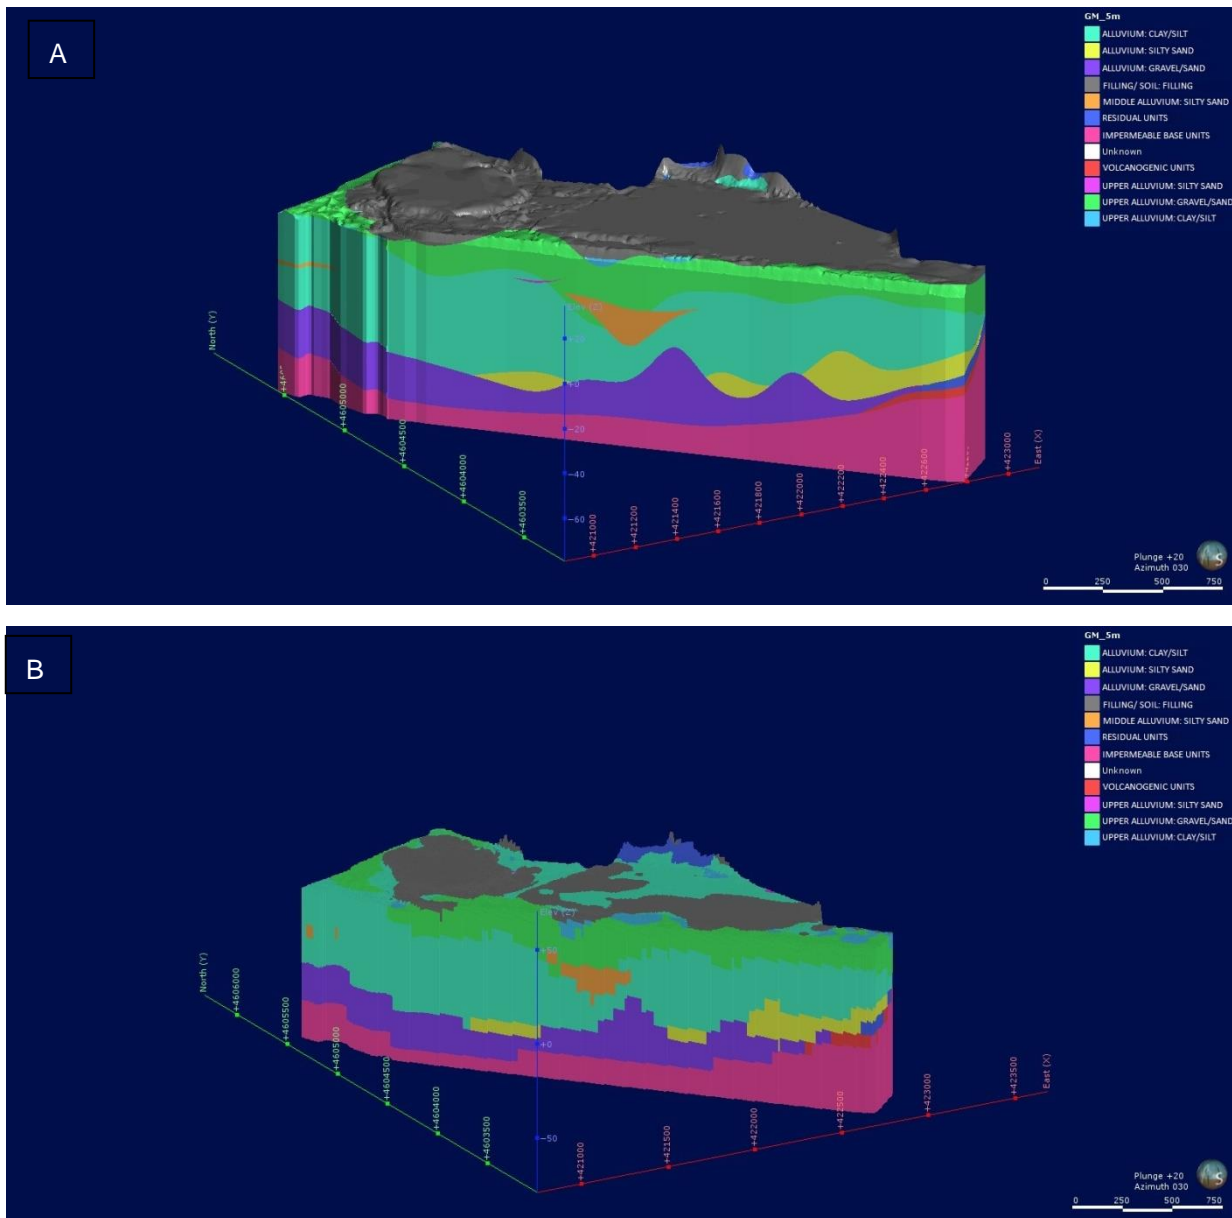 A
GM_5m
ALLUVIUM: CLAY/SILT
ALLUVIUM: SILTY SAND
ALLUVIUM: GRAVEL/SAND
FILLING/ SOIL: FILLING
MIDDLE ALLUVIUM: SILTY SAND
RESIDUAL UNITS
IMPERMEABLE BASE UNITS
Unknown
VOLCANOGENIC UNITS
UPPER ALLUVIUM: SILTY SAND
UPPER ALLUVIUM: GRAVEL/SAND
UPPER ALLUVIUM: CLAY/SILT
North (Y)
+4605000
+4604500
+4604000
+4603500
Elev (Z)
+0
-20
-40
-60
+421000
+421200
+421400
+421600
+421800
+422000
+422200
+422400
+422600
+423000
East (X)
Plunge +20
Azimuth 030
S
0 250 500 750
B
GM_5m
ALLUVIUM: CLAY/SILT
ALLUVIUM: SILTY SAND
ALLUVIUM: GRAVEL/SAND
FILLING/ SOIL: FILLING
MIDDLE ALLUVIUM: SILTY SAND
RESIDUAL UNITS
IMPERMEABLE BASE UNITS
Unknown
VOLCANOGENIC UNITS
UPPER ALLUVIUM: SILTY SAND
UPPER ALLUVIUM: GRAVEL/SAND
UPPER ALLUVIUM: CLAY/SILT
North (Y)
+4606000
+4605500
+4605000
+4604500
+4604000
+4603500
Elev (Z)
+50
+0
-50
+421000
+421500
+422000
+422500
+423000
+423500
East (X)
Plunge +20
Azimuth 030
S
0 250 500 750